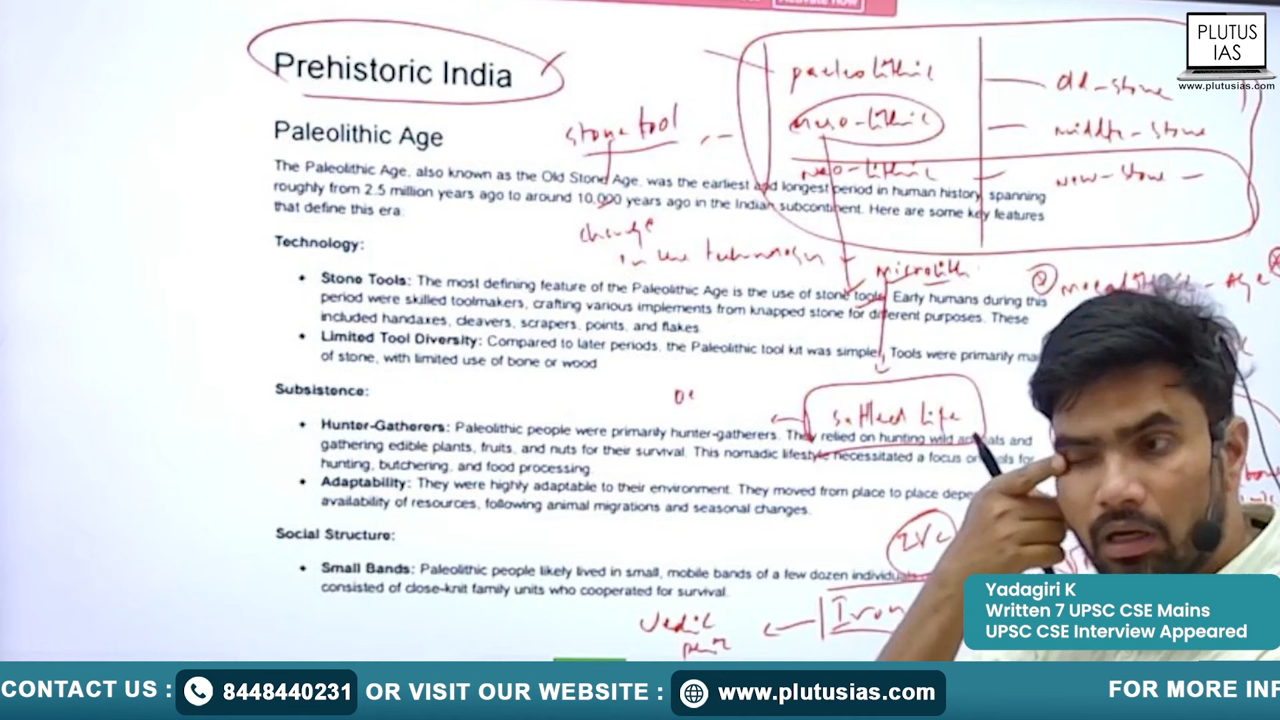 PLUTUS
IAS
www.plutusias.com
Prehistoric India
paleolithic old-stone
stone tool
meso-lithic middle-stone
neo-lithic new-stone
Paleolithic Age
The Paleolithic Age, also known as the Old Stone Age, was the earliest and longest period in human history, spanning
roughly from 2.5 million years ago to around 10,000 years ago in the Indian subcontinent. Here are some key features
that define this era:
change
in the
microlith
Technology:
• Stone Tools: The most defining feature of the Paleolithic Age is the use of stone tools. Early humans during this
period were skilled toolmakers, crafting various implements from knapped stone for different purposes. These
included handaxes, cleavers, scrapers, points, and flakes
• Limited Tool Diversity: Compared to later periods, the Paleolithic tool kit was simple. Tools were primarily ma
of stone, with limited use of bone or wood
Subsistence:
settled life
• Hunter-Gatherers: Paleolithic people were primarily hunter-gatherers. They relied on hunting wild animals and
gathering edible plants, fruits, and nuts for their survival. This nomadic lifestyle necessitated a focus on tools for
hunting, butchering, and food processing
• Adaptability: They were highly adaptable to their environment. They moved from place to place depe
availability of resources, following animal migrations and seasonal changes.
IVC
Social Structure:
• Small Bands: Paleolithic people likely lived in small, mobile bands of a few dozen individuals
consisted of close-knit family units who cooperated for survival.
Vedic Iron
Yadagiri K
Written 7 UPSC CSE Mains
UPSC CSE Interview Appeared
CONTACT US : 8448440231 OR VISIT OUR WEBSITE : www.plutusias.com FOR MORE INF